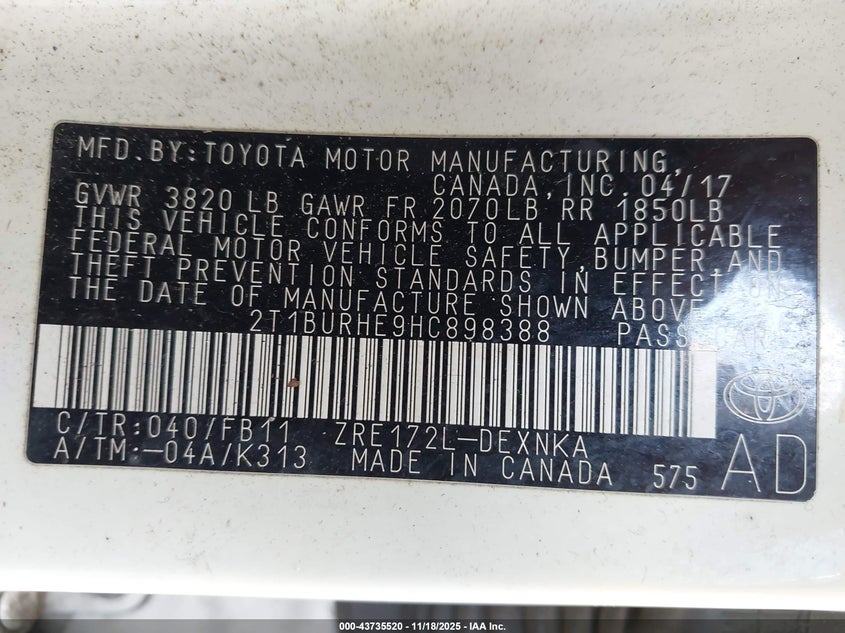 MFD.BY:TOYOTA MOTOR MANUFACTURING,
CANADA,INC. 04/17
GVWR 3820 LB GAWR FR 2070LB RR 1850LB
THIS VEHICLE CONFORMS TO ALL APPLICABLE
FEDERAL MOTOR VEHICLE SAFETY,BUMPER,AND
THEFT PREVENTION STANDARDS IN EFFECT ON
THE DATE OF MANUFACTURE SHOWN ABOVE.
2T1BURHE9HC898388 PASS.CAR
C/TR:040/FB11 ZRE172L-DEXNKA
A/TM:-04A/K313 MADE IN CANADA 575 AD
000-43735520 - 11/18/2025 - IAA Inc.